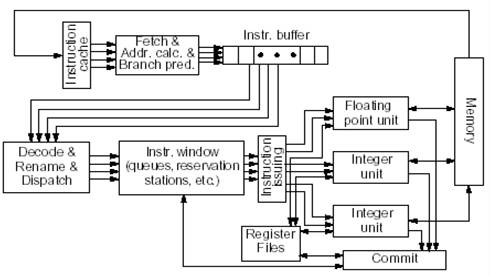 Instruction
cache
Fetch &
Addr. calc. &
Branch pred.
Instr. buffer
Memory
Floating
point unit
Decode &
Rename &
Dispatch
Instr. window
(queues, reservation
stations, etc.)
Instruction
issuing
Integer
unit
Integer
unit
Register
Files
Commit